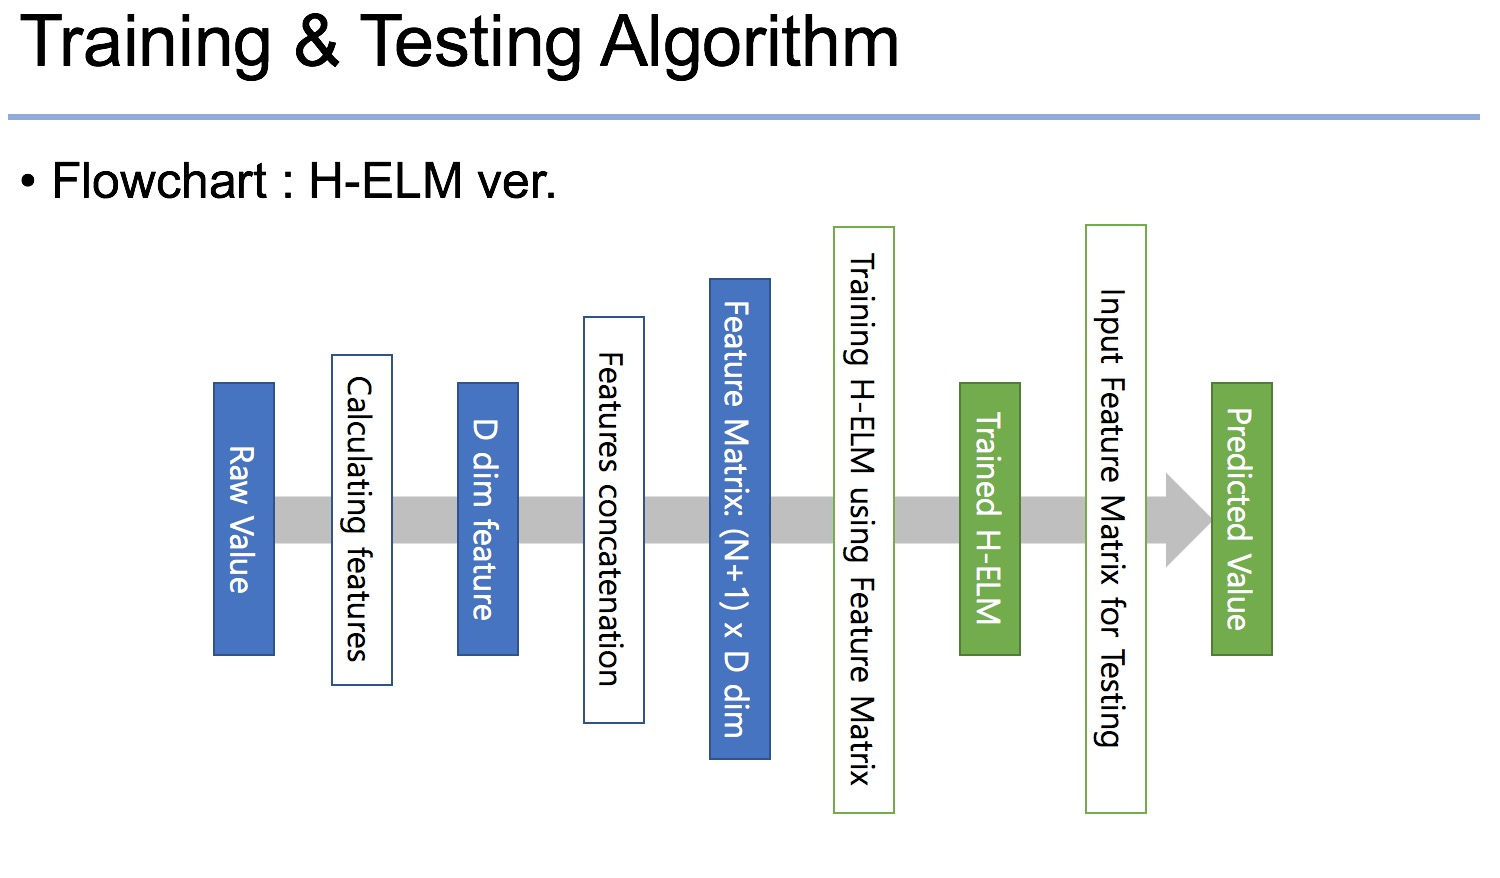 Training & Testing Algorithm
• Flowchart : H-ELM ver.
Raw Value
Calculating features
D dim feature
Features concatenation
Feature Matrix: (N+1) x D dim
Training H-ELM using Feature Matrix
Trained H-ELM
Input Feature Matrix for Testing
Predicted Value